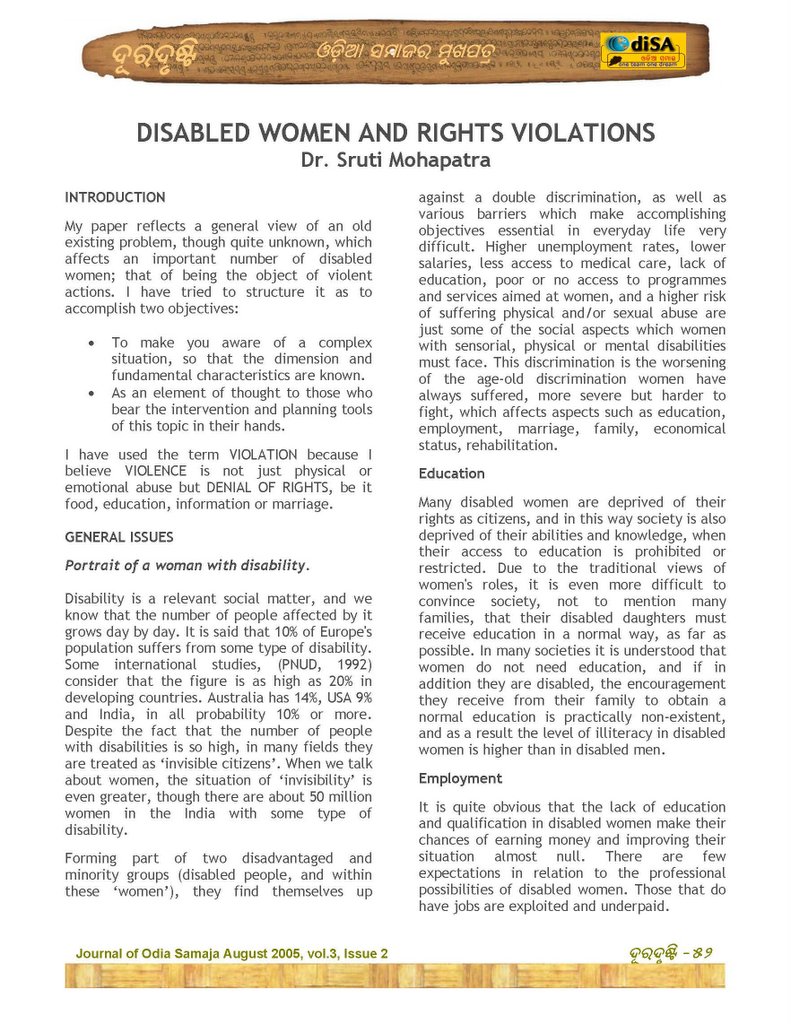 ଦୂରଦୃଷ୍ଟି
ଓଡ଼ିଆ ସମାଜର ମୁଖପତ୍ର
diSA
ଓଡ଼ିଆ ସମାଜ
one team one dream
DISABLED WOMEN AND RIGHTS VIOLATIONS
Dr. Sruti Mohapatra
INTRODUCTION
My paper reflects a general view of an old
existing problem, though quite unknown, which
affects an important number of disabled
women; that of being the object of violent
actions. I have tried to structure it as to
accomplish two objectives:
• To make you aware of a complex
situation, so that the dimension and
fundamental characteristics are known.
• As an element of thought to those who
bear the intervention and planning tools
of this topic in their hands.
I have used the term VIOLATION because I
believe VIOLENCE is not just physical or
emotional abuse but DENIAL OF RIGHTS, be it
food, education, information or marriage.
GENERAL ISSUES
Portrait of a woman with disability.
Disability is a relevant social matter, and we
know that the number of people affected by it
grows day by day. It is said that 10% of Europe's
population suffers from some type of disability.
Some international studies, (PNUD, 1992)
consider that the figure is as high as 20% in
developing countries. Australia has 14%, USA 9%
and India, in all probability 10% or more.
Despite the fact that the number of people
with disabilities is so high, in many fields they
are treated as ‘invisible citizens’. When we talk
about women, the situation of ‘invisibility’ is
even greater, though there are about 50 million
women in the India with some type of
disability.
Forming part of two disadvantaged and
minority groups (disabled people, and within
these ‘women’), they find themselves up
against a double discrimination, as well as
various barriers which make accomplishing
objectives essential in everyday life very
difficult. Higher unemployment rates, lower
salaries, less access to medical care, lack of
education, poor or no access to programmes
and services aimed at women, and a higher risk
of suffering physical and/or sexual abuse are
just some of the social aspects which women
with sensorial, physical or mental disabilities
must face. This discrimination is the worsening
of the age-old discrimination women have
always suffered, more severe but harder to
fight, which affects aspects such as education,
employment, marriage, family, economical
status, rehabilitation.
Education
Many disabled women are deprived of their
rights as citizens, and in this way society is also
deprived of their abilities and knowledge, when
their access to education is prohibited or
restricted. Due to the traditional views of
women's roles, it is even more difficult to
convince society, not to mention many
families, that their disabled daughters must
receive education in a normal way, as far as
possible. In many societies it is understood that
women do not need education, and if in
addition they are disabled, the encouragement
they receive from their family to obtain a
normal education is practically non-existent,
and as a result the level of illiteracy in disabled
women is higher than in disabled men.
Employment
It is quite obvious that the lack of education
and qualification in disabled women make their
chances of earning money and improving their
situation almost null. There are few
expectations in relation to the professional
possibilities of disabled women. Those that do
have jobs are exploited and underpaid.
Journal of Odia Samaja August 2005, vol.3, Issue 2
ଦୂରଦୃଷ୍ଟି - ୫୨